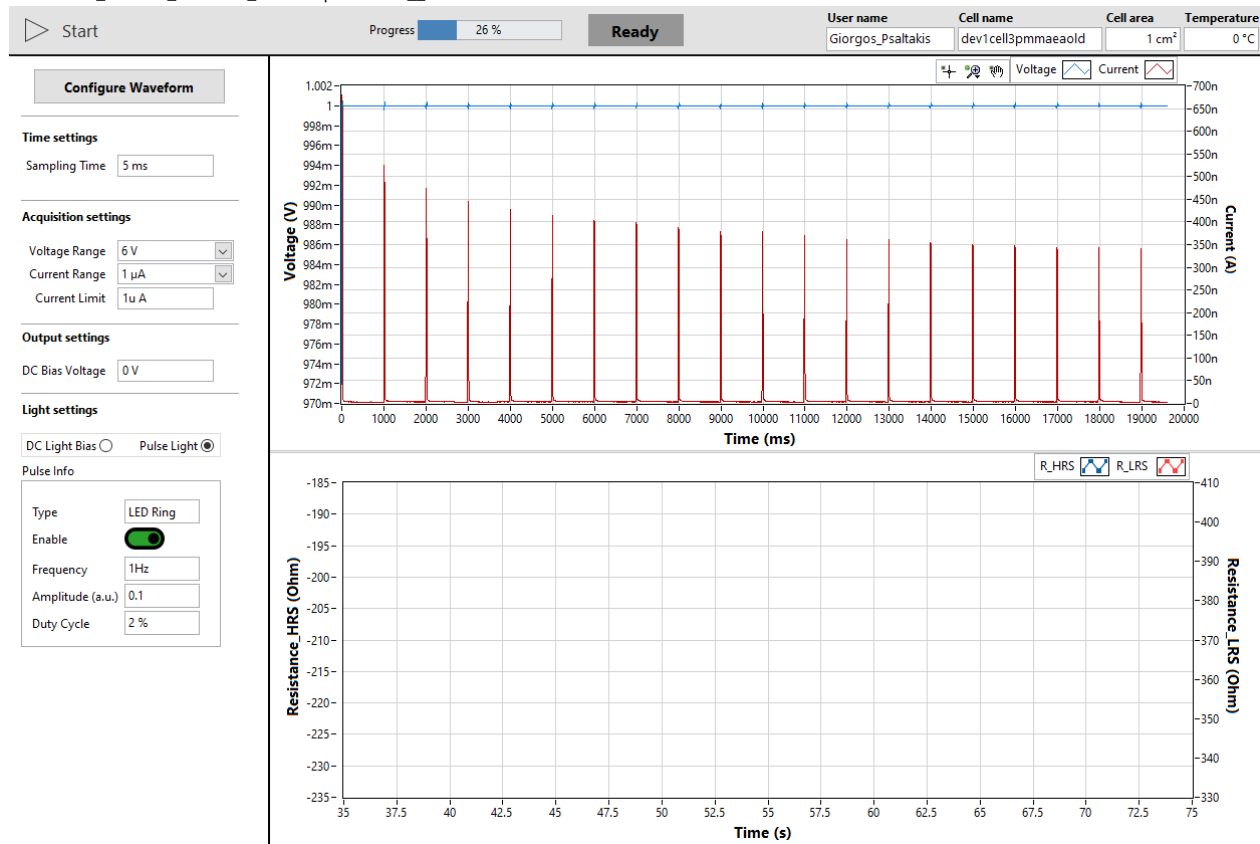 Start
Progress 26 % Ready
User name Cell name Cell area Temperature
Giorgos_Psaltakis dev1cell3pmmaeaold 1 cm² 0 °C
Configure Waveform
Time settings
Sampling Time 5 ms
Acquisition settings
Voltage Range 6 V
Current Range 1 µA
Current Limit 1u A
Output settings
DC Bias Voltage 0 V
Light settings
DC Light Bias Pulse Light
Pulse Info
Type LED Ring
Enable
Frequency 1Hz
Amplitude (a.u.) 0.1
Duty Cycle 2 %
Voltage Current
1.002
1
998m
996m
994m
992m
990m
988m
986m
984m
982m
980m
978m
976m
974m
972m
970m
Voltage (V)
700n
650n
600n
550n
500n
450n
400n
350n
300n
250n
200n
150n
100n
50n
0
Current (A)
0 1000 2000 3000 4000 5000 6000 7000 8000 9000 10000 11000 12000 13000 14000 15000 16000 17000 18000 19000 20000
Time (ms)
R_HRS R_LRS
-185
-190
-195
-200
-205
-210
-215
-220
-225
-230
-235
Resistance_HRS (Ohm)
410
400
390
380
370
360
350
340
330
Resistance_LRS (Ohm)
35 37.5 40 42.5 45 47.5 50 52.5 55 57.5 60 62.5 65 67.5 70 72.5 75
Time (s)